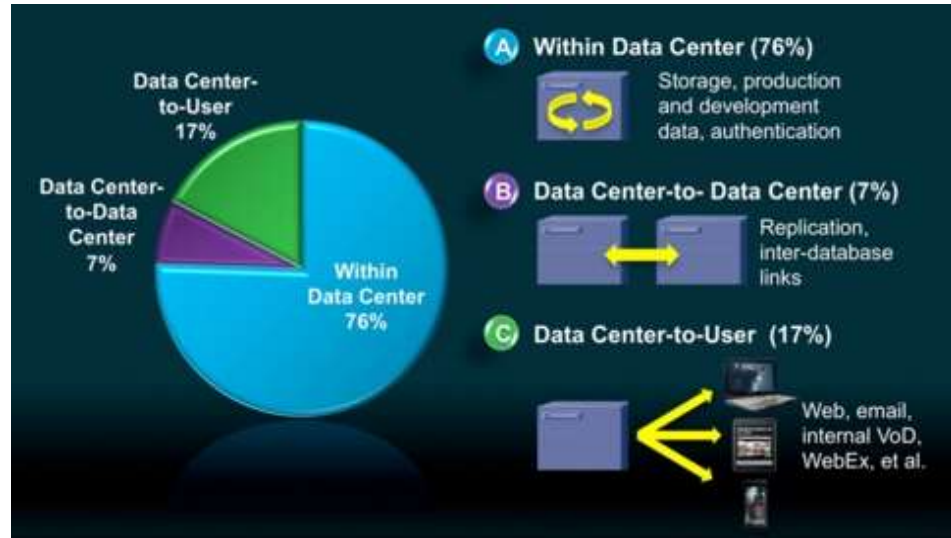 Data Center-
to-User
17%
Data Center-
to-Data
Center
7%
Within
Data Center
76%
A Within Data Center (76%)
Storage, production
and development
data, authentication
B Data Center-to- Data Center (7%)
Replication,
inter-database
links
C Data Center-to-User (17%)
Web, email,
internal VoD,
WebEx, et al.